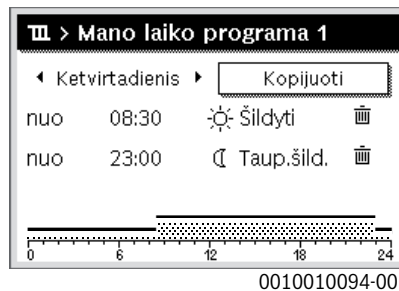 > Mano laiko programa 1
Ketvirtadienis Kopijuoti
nuo 08:30 Šildyti
nuo 23:00 Taup.šild.
0 6 12 18 24
0010010094-00